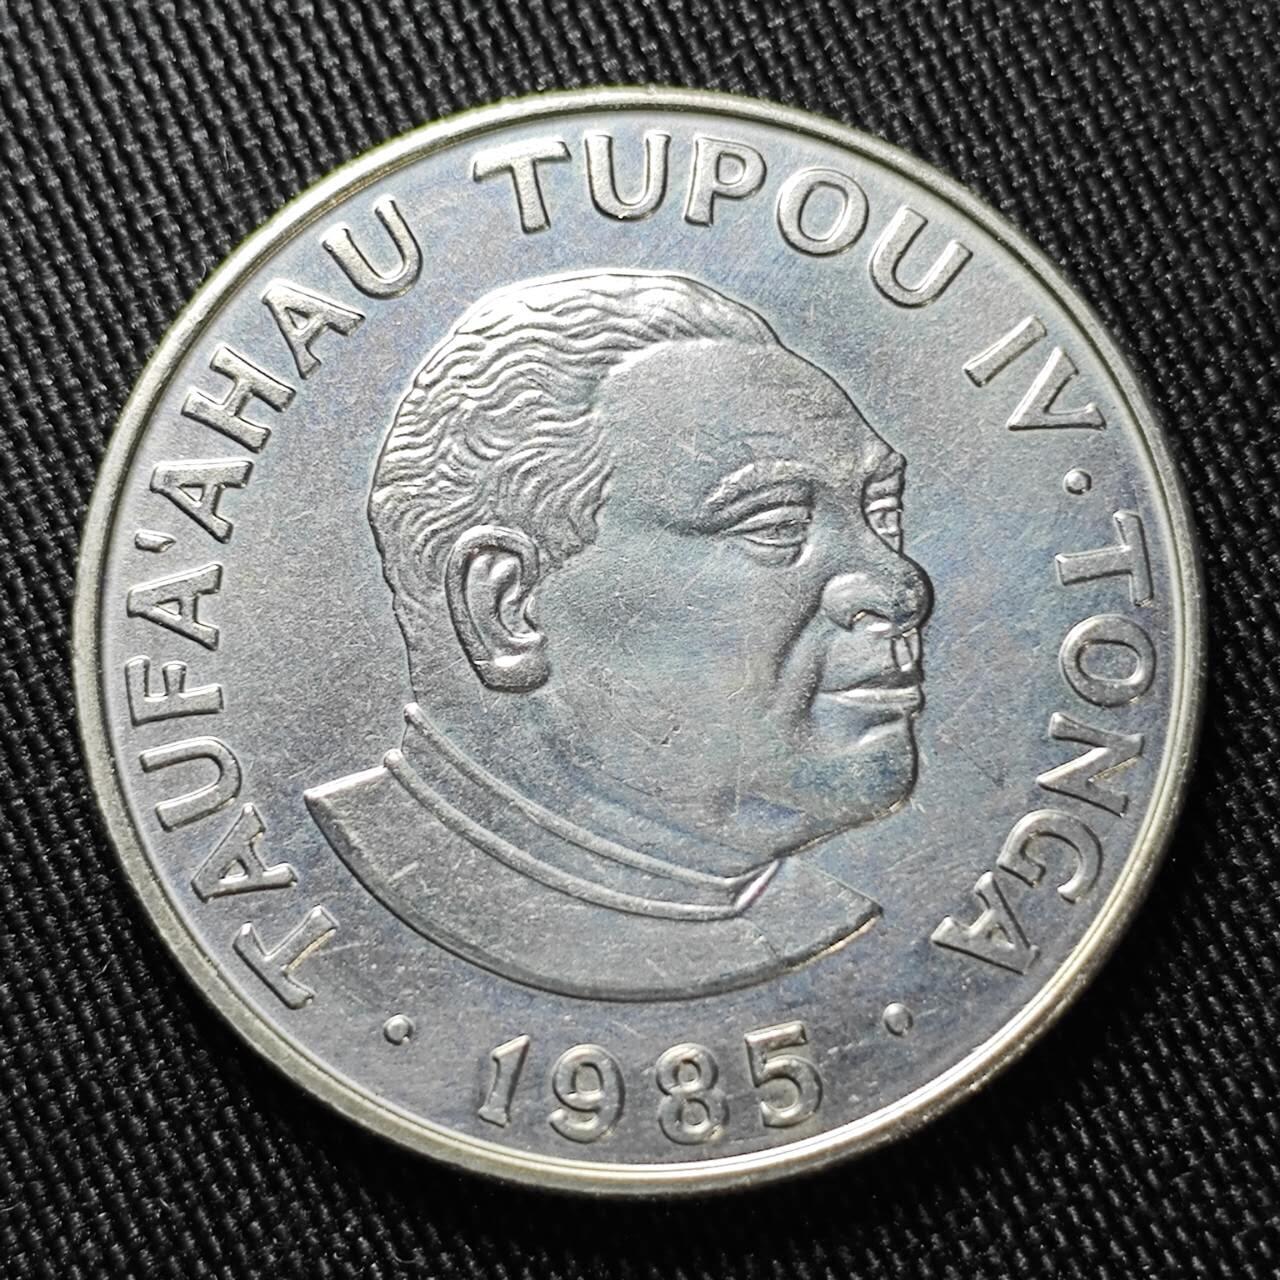 TAUFA'AHAU TUPOU IV · TONGA
· 1985 ·